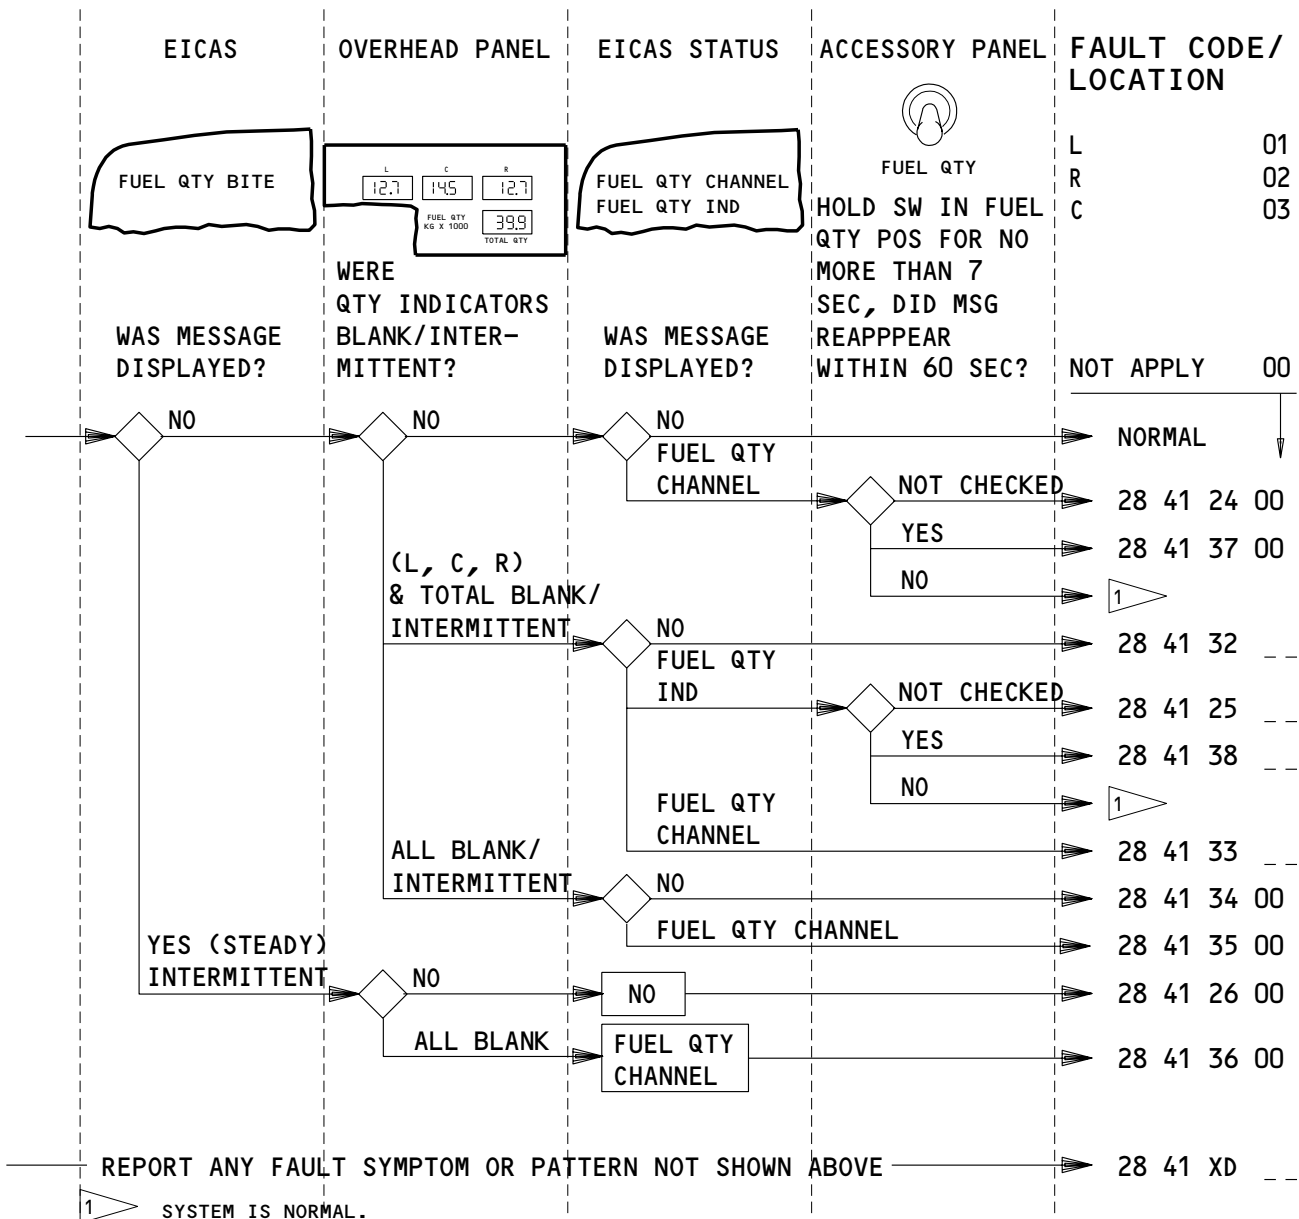 EICAS
OVERHEAD PANEL
EICAS STATUS
ACCESSORY PANEL
FAULT CODE/
LOCATION
FUEL QTY BITE
L C R
12.7 14.5 12.7
FUEL QTY
KG X 1000
39.9
TOTAL QTY
FUEL QTY CHANNEL
FUEL QTY IND
FUEL QTY
L 01
R 02
C 03
WAS MESSAGE
DISPLAYED?
WERE
QTY INDICATORS
BLANK/INTER-
MITTENT?
WAS MESSAGE
DISPLAYED?
HOLD SW IN FUEL
QTY POS FOR NO
MORE THAN 7
SEC, DID MSG
REAPPPEAR
WITHIN 60 SEC?
NOT APPLY 00
NO
NO
NO
NORMAL
FUEL QTY
CHANNEL
NOT CHECKED
28 41 24 00
YES
28 41 37 00
NO
1
(L, C, R)
& TOTAL BLANK/
INTERMITTENT
NO
28 41 32 _ _
FUEL QTY
IND
NOT CHECKED
28 41 25 _ _
YES
28 41 38 _ _
NO
1
FUEL QTY
CHANNEL
28 41 33 _ _
ALL BLANK/
INTERMITTENT
NO
28 41 34 00
FUEL QTY CHANNEL
28 41 35 00
YES (STEADY)
INTERMITTENT
NO
NO
28 41 26 00
ALL BLANK
FUEL QTY
CHANNEL
28 41 36 00
REPORT ANY FAULT SYMPTOM OR PATTERN NOT SHOWN ABOVE
28 41 XD _ _
1 SYSTEM IS NORMAL.